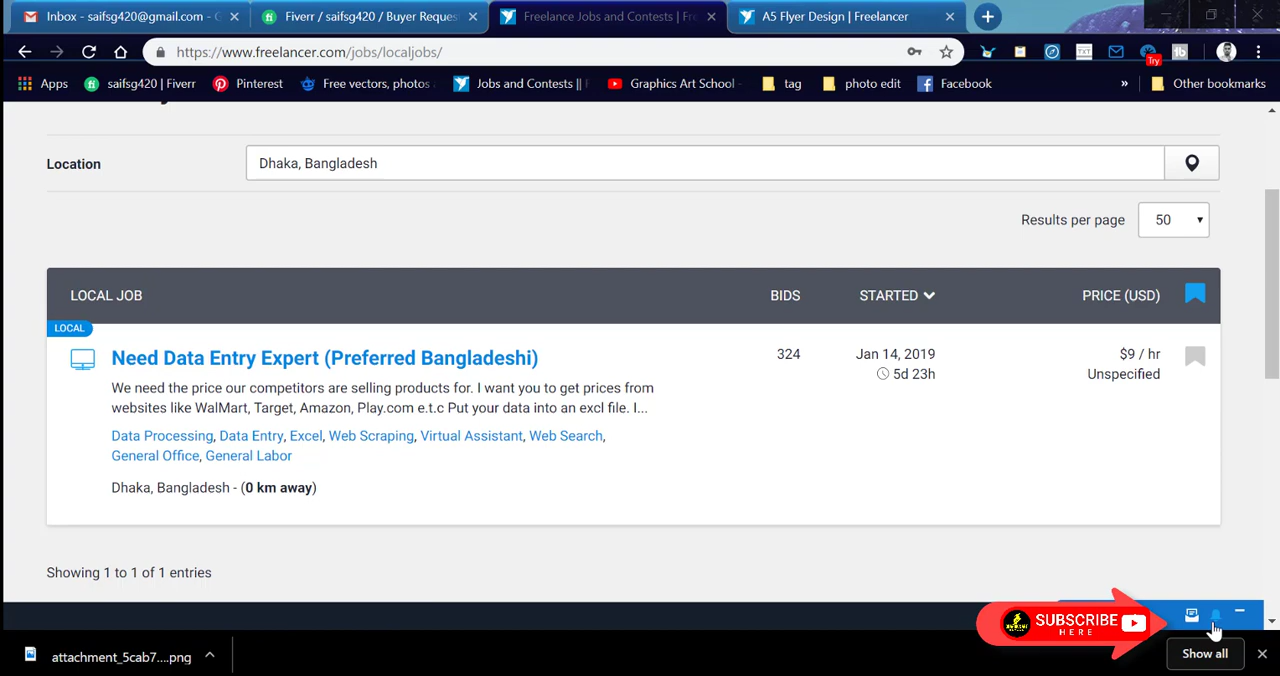 Inbox - saifsg420@gmail.com - G
Fiverr / saifsg420 / Buyer Reques
Freelance Jobs and Contests | Fre
A5 Flyer Design | Freelancer
https://www.freelancer.com/jobs/localjobs/
TXT
Try
Apps
saifsg420 | Fiverr
Pinterest
Free vectors, photos
Jobs and Contests ||
Graphics Art School -
tag
photo edit
Facebook
»
Other bookmarks
Location
Dhaka, Bangladesh
Results per page
50
LOCAL JOB
BIDS
STARTED
PRICE (USD)
LOCAL
Need Data Entry Expert (Preferred Bangladeshi)
324
Jan 14, 2019
$9 / hr
5d 23h
Unspecified
We need the price our competitors are selling products for. I want you to get prices from
websites like WalMart, Target, Amazon, Play.com e.t.c Put your data into an excl file. I...
Data Processing, Data Entry, Excel, Web Scraping, Virtual Assistant, Web Search,
General Office, General Labor
Dhaka, Bangladesh - (0 km away)
Showing 1 to 1 of 1 entries
SUBSCRIBE
HERE
attachment_5cab7....png
Show all